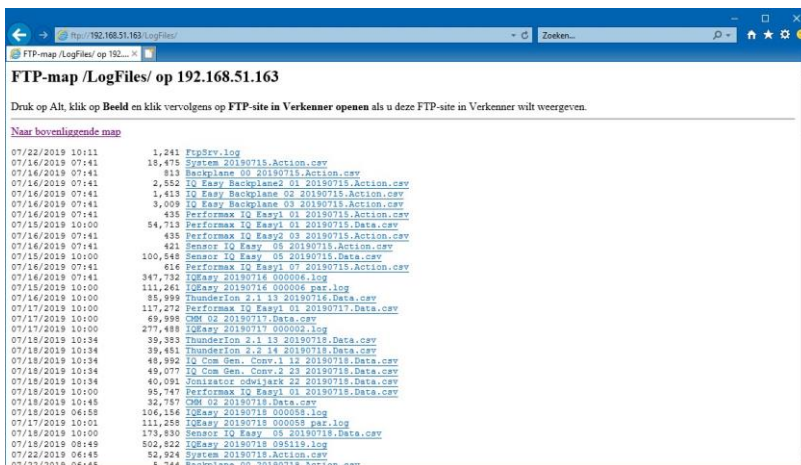 ftp://192.168.51.163/LogFiles/
Zoeken...
FTP-map /LogFiles/ op 192....
FTP-map /LogFiles/ op 192.168.51.163
Druk op Alt, klik op Beeld en klik vervolgens op FTP-site in Verkenner openen als u deze FTP-site in Verkenner wilt weergeven.
Naar bovenliggende map
07/22/2019 10:11 1,241 FtpSrv.log
07/16/2019 07:41 18,475 System 20190715.Action.csv
07/16/2019 07:41 813 Backplane 00 20190715.Action.csv
07/16/2019 07:41 2,552 IQ Easy Backplane2 01 20190715.Action.csv
07/16/2019 07:41 1,413 IQ Easy Backplane 02 20190715.Action.csv
07/16/2019 07:41 3,009 IQ Easy Backplane 03 20190715.Action.csv
07/16/2019 07:41 435 Performax IQ Easy1 01 20190715.Action.csv
07/15/2019 10:00 54,713 Performax IQ Easy1 01 20190715.Data.csv
07/16/2019 07:41 435 Performax IQ Easy2 03 20190715.Action.csv
07/16/2019 07:41 421 Sensor IQ Easy 05 20190715.Action.csv
07/15/2019 10:00 100,548 Sensor IQ Easy 05 20190715.Data.csv
07/16/2019 07:41 616 Performax IQ Easy1 07 20190715.Action.csv
07/16/2019 07:41 347,732 IQEasy 20190716 000006.log
07/15/2019 10:00 111,261 IQEasy 20190716 000006 par.log
07/16/2019 10:00 85,999 ThunderIon 2.1 13 20190716.Data.csv
07/17/2019 10:00 117,272 Performax IQ Easy1 01 20190717.Data.csv
07/17/2019 10:00 69,998 CMM 02 20190717.Data.csv
07/17/2019 10:00 277,488 IQEasy 20190717 000002.log
07/18/2019 10:34 39,383 ThunderIon 2.1 13 20190718.Data.csv
07/18/2019 10:34 39,451 ThunderIon 2.2 14 20190718.Data.csv
07/18/2019 10:34 48,992 IQ Com Gen. Conv.1 12 20190718.Data.csv
07/18/2019 10:34 49,077 IQ Com Gen. Conv.2 23 20190718.Data.csv
07/18/2019 10:34 40,091 Jonizator odwijark 22 20190718.Data.csv
07/18/2019 10:00 95,747 Performax IQ Easy1 01 20190718.Data.csv
07/18/2019 10:45 32,757 CMM 02 20190718.Data.csv
07/18/2019 06:58 106,156 IQEasy 20190718 000058.log
07/17/2019 10:01 111,258 IQEasy 20190718 000058 par.log
07/18/2019 10:00 173,830 Sensor IQ Easy 05 20190718.Data.csv
07/18/2019 08:49 502,822 IQEasy 20190718 095119.log
07/22/2019 06:45 52,924 System 20190718.Action.csv
07/22/2019 06:45 5,744 Backplane 00 20190718.Action.csv